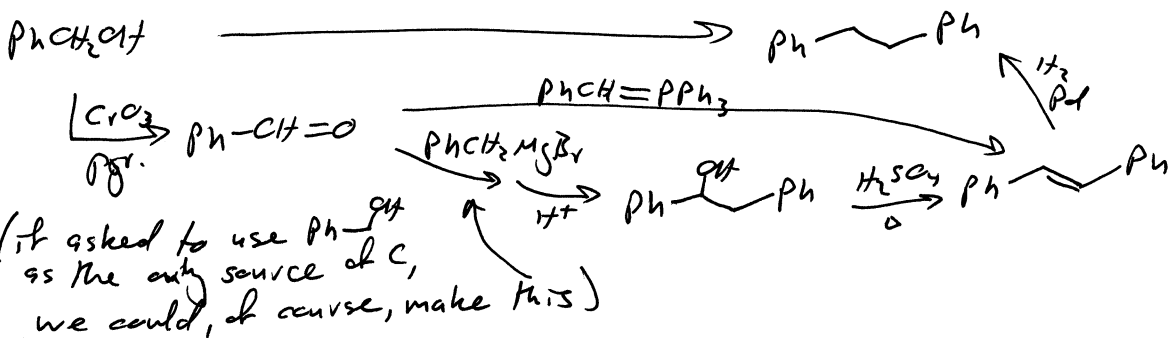 PhCH₂OH Ph Ph
PhCH=PPh₃ H₂
CrO₃ Pd
Ph-CH=O PhCH₂MgBr
pyr. OH Ph
H⁺ Ph Ph H₂SO₄ Ph
Δ
(if asked to use Ph OH
as the only source of C,
we could, of course, make this)